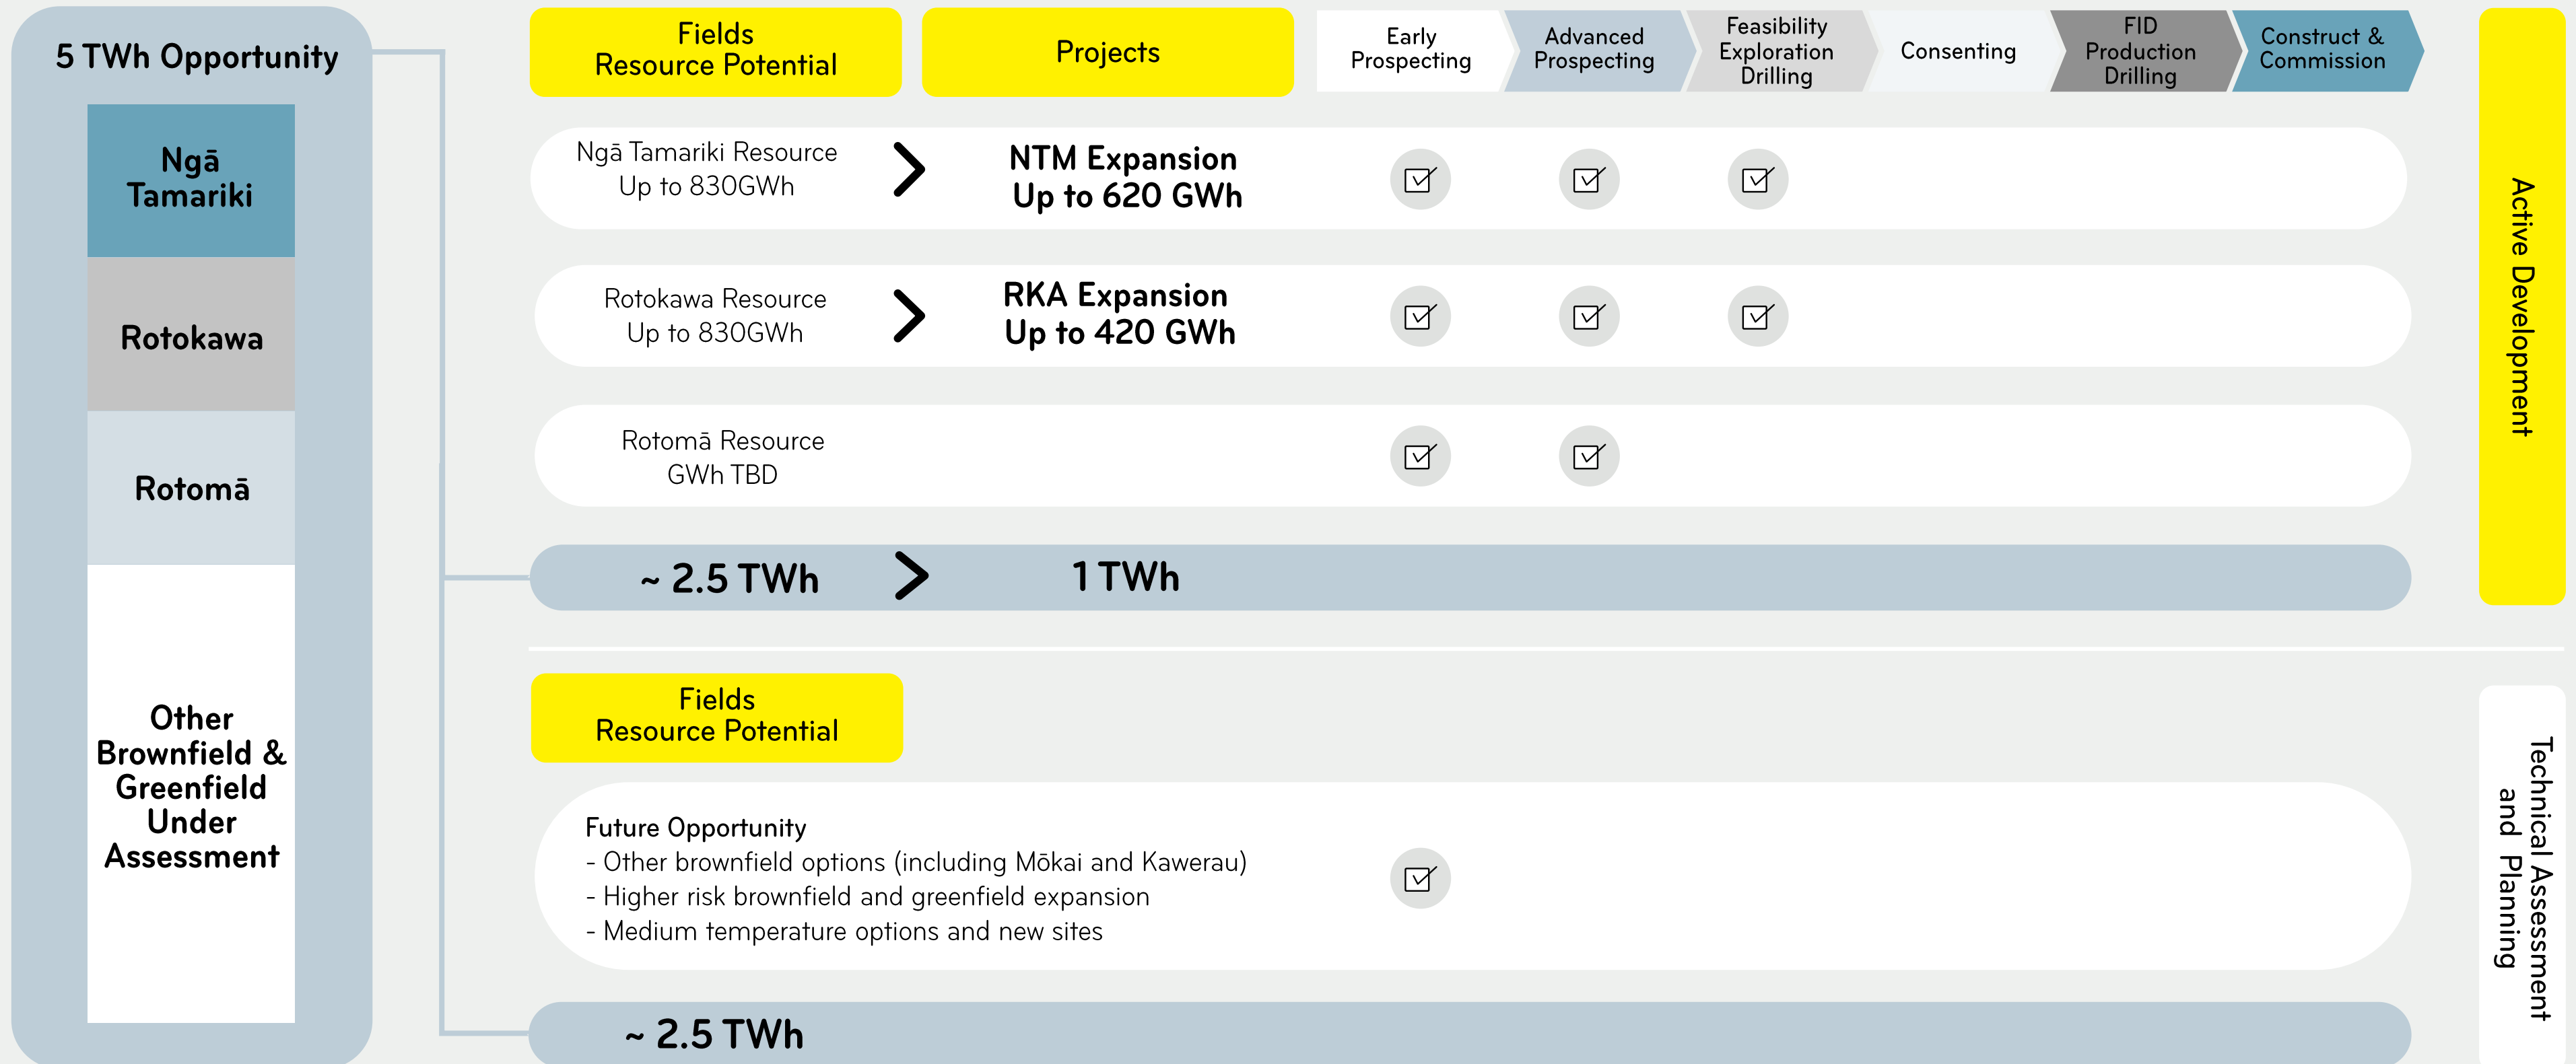 5 TWh Opportunity
Ngā
Tamariki
Rotokawa
Rotomā
Other
Brownfield &
Greenfield
Under
Assessment
Fields
Resource Potential
Projects
Early
Prospecting
Advanced
Prospecting
Feasibility
Exploration
Drilling
Consenting
FID
Production
Drilling
Construct &
Commission
Ngā Tamariki Resource
Up to 830GWh
NTM Expansion
Up to 620 GWh
Rotokawa Resource
Up to 830GWh
RKA Expansion
Up to 420 GWh
Rotomā Resource
GWh TBD
~ 2.5 TWh
1 TWh
Active Development
Fields
Resource Potential
Future Opportunity
- Other brownfield options (including Mōkai and Kawerau)
- Higher risk brownfield and greenfield expansion
- Medium temperature options and new sites
~ 2.5 TWh
Technical Assessment
and Planning